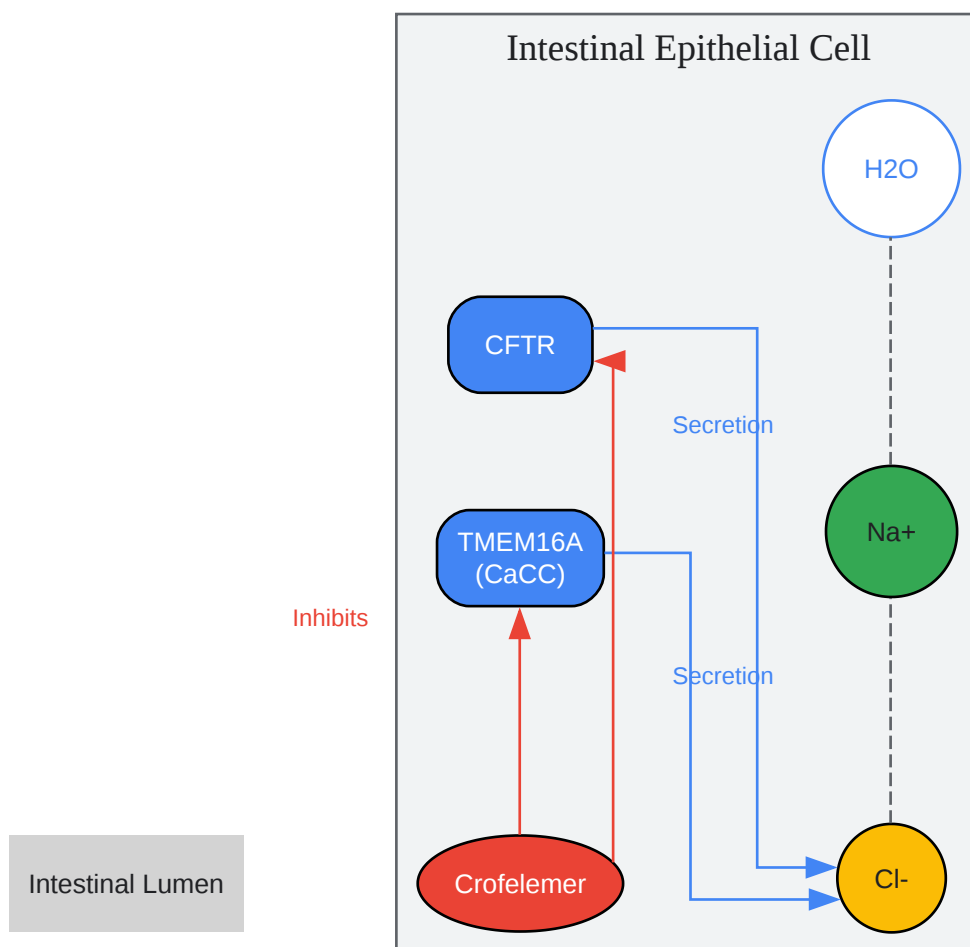 Intestinal Epithelial Cell
H2O
CFTR
Secretion
TMEM16A
(CaCC)
Na+
Inhibits
Secretion
Intestinal Lumen
Crofelemer
Cl-